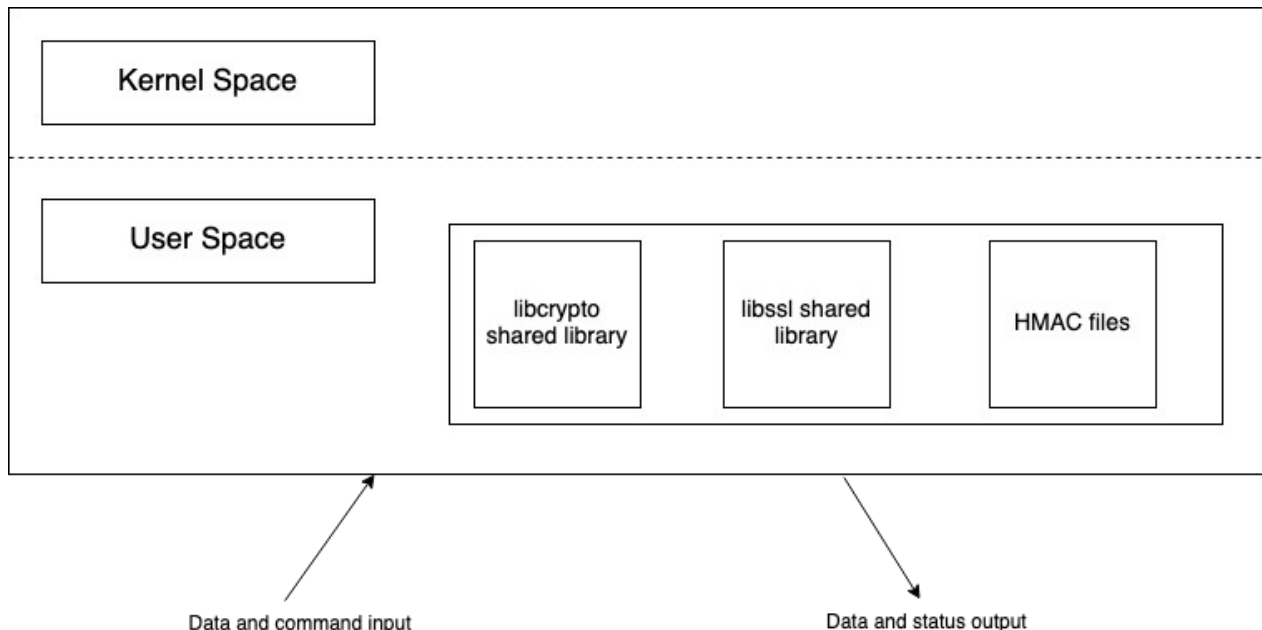 Kernel Space
User Space
libcrypto
shared library
libssl shared
library
HMAC files
Data and command input
Data and status output